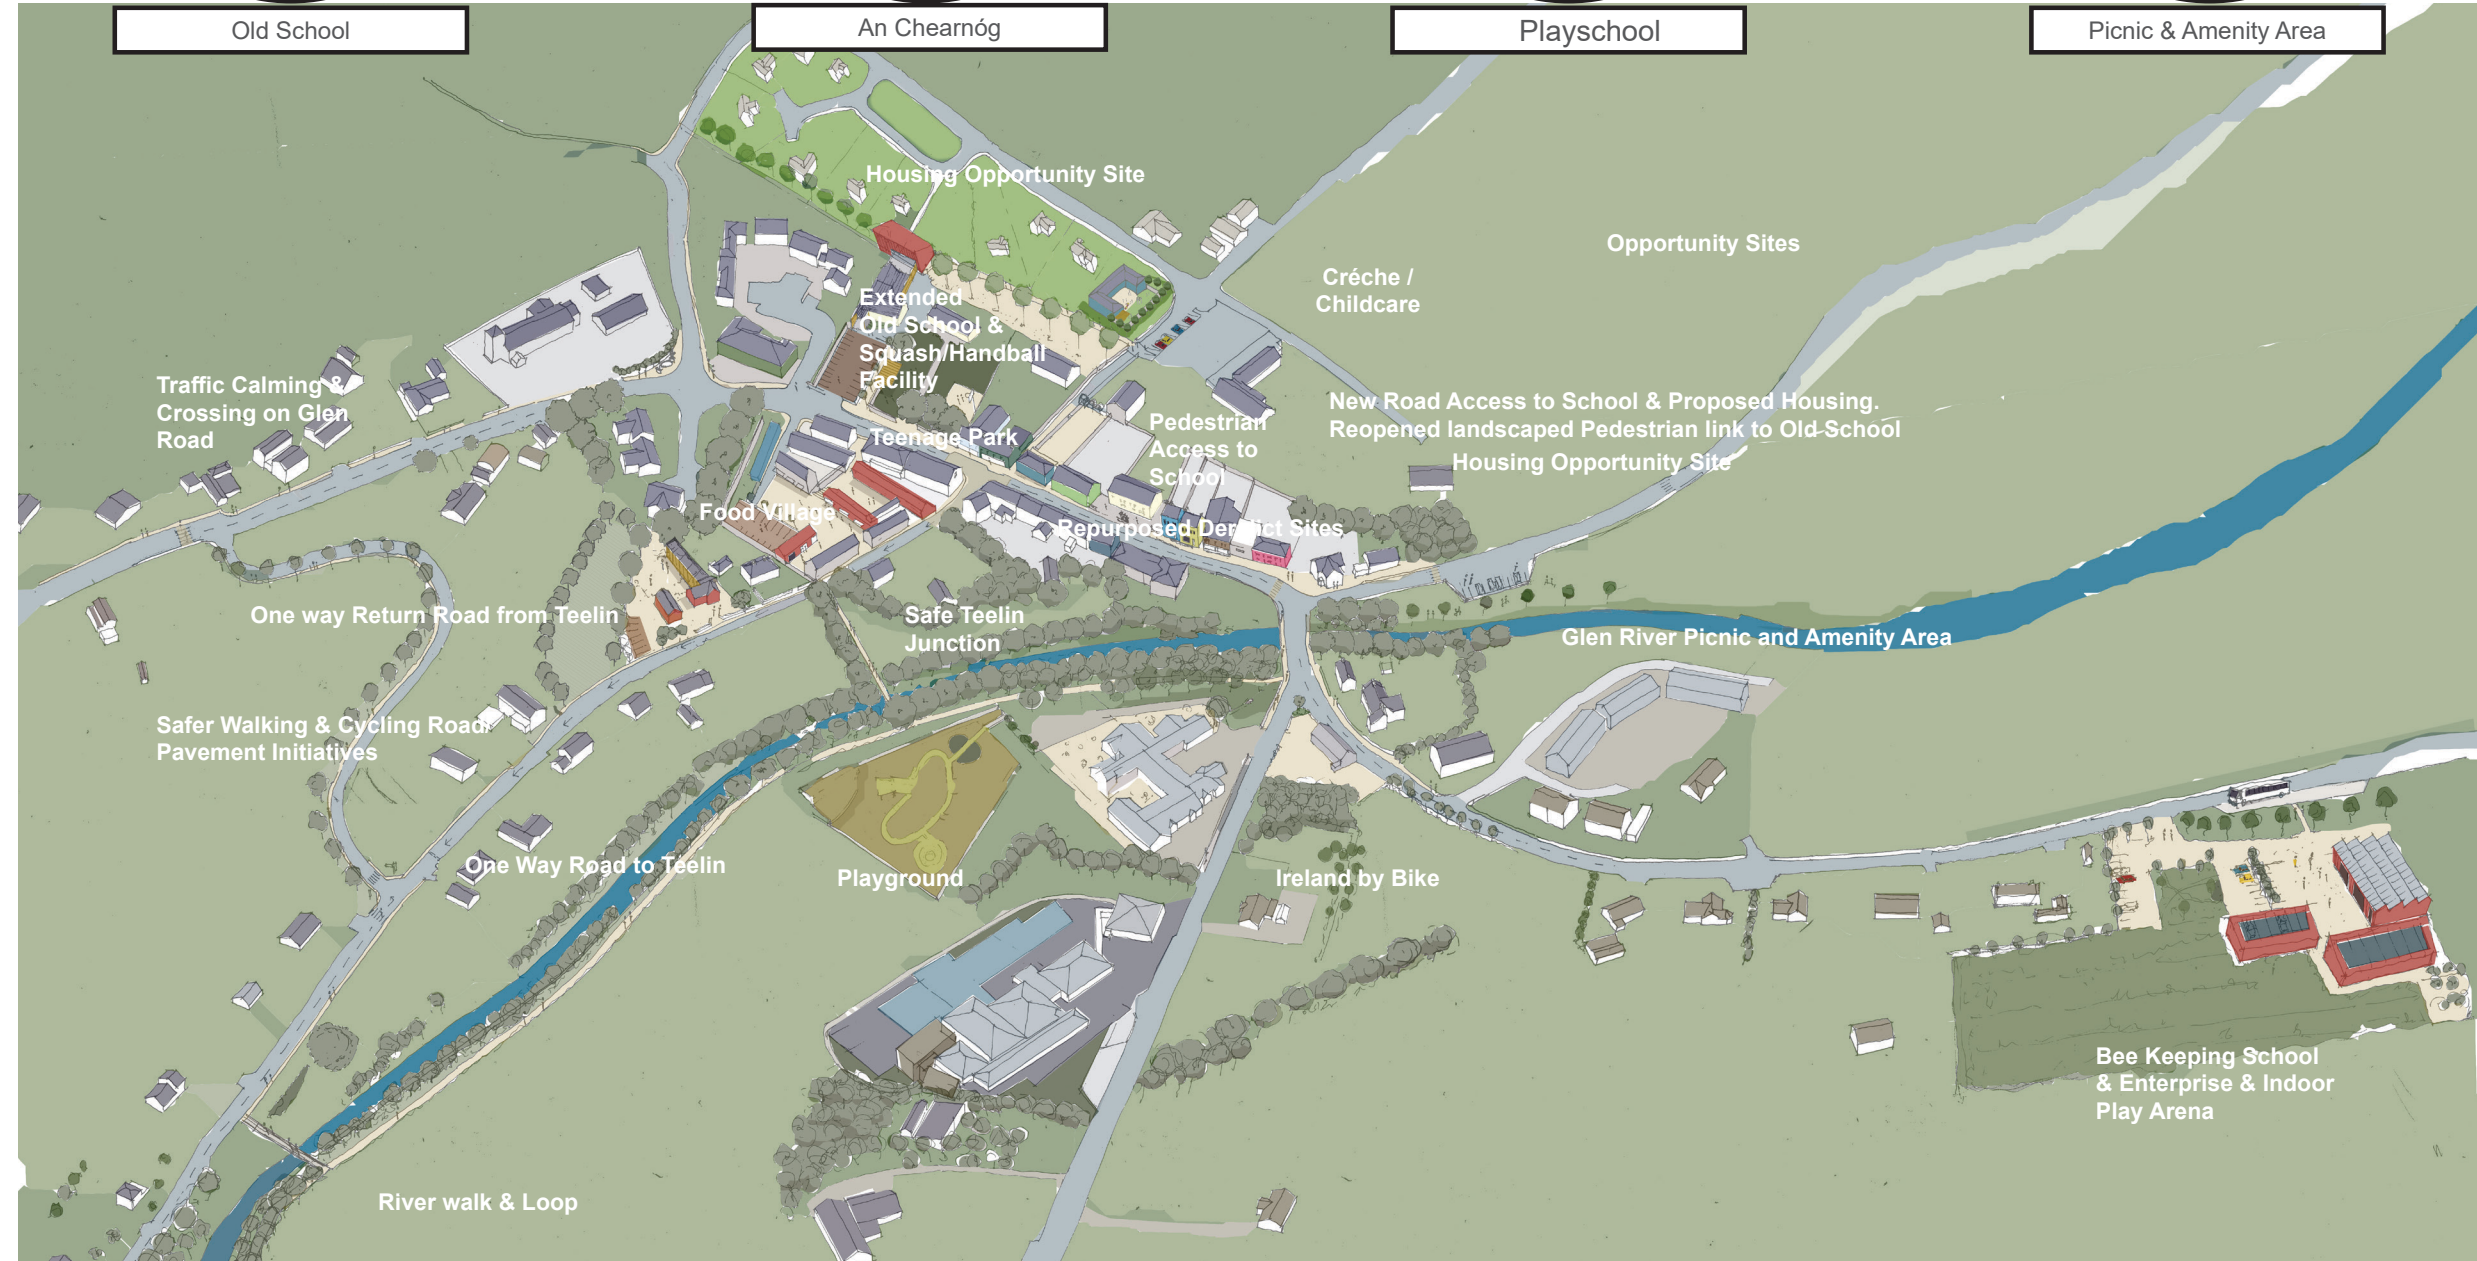 Old School
An Chearnóg
Playschool
Picnic & Amenity Area
Housing Opportunity Site
Opportunity Sites
Créche /
Childcare
Extended
Old School &
Squash/Handball
Facility
Traffic Calming &
Crossing on Glen
Road
New Road Access to School & Proposed Housing.
Reopened landscaped Pedestrian link to Old School
Housing Opportunity Site
Pedestrian
Access to
School
Teenage Park
Food Village
Repurposed Derelict Sites
One way Return Road from Teelin
Safe Teelin
Junction
Glen River Picnic and Amenity Area
Safer Walking & Cycling Road/
Pavement Initiatives
One Way Road to Teelin
Playground
Ireland by Bike
Bee Keeping School
& Enterprise & Indoor
Play Arena
River walk & Loop